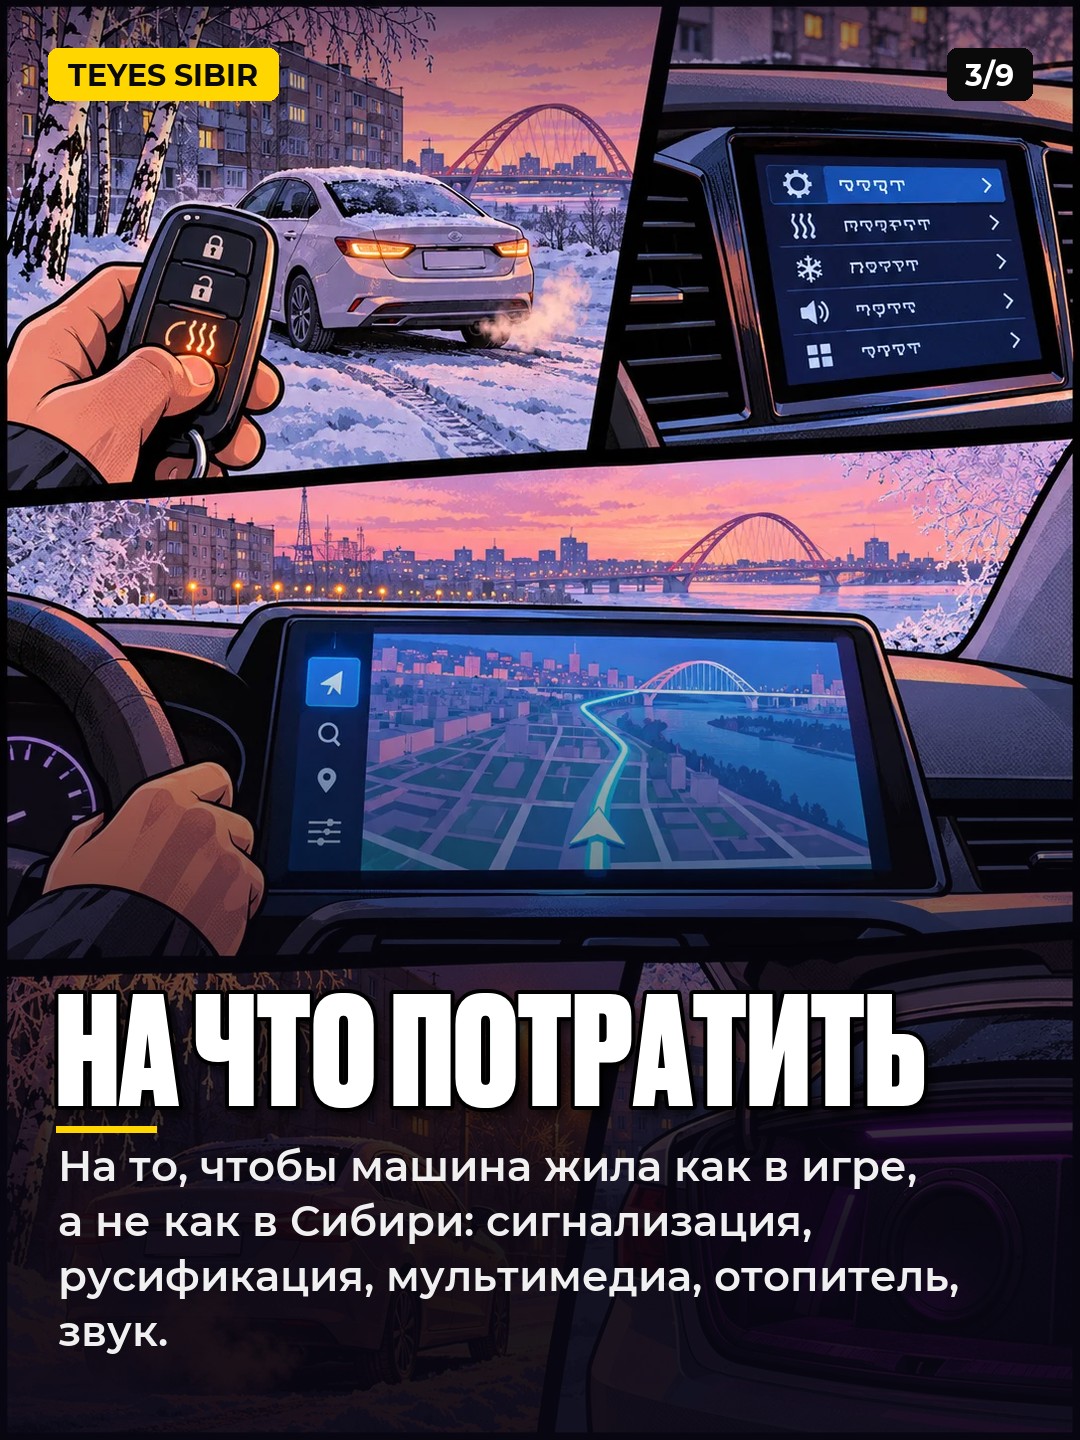 TEYES SIBIR
3/9
НА ЧТО ПОТРАТИТЬ
На то, чтобы машина жила как в игре,
а не как в Сибири: сигнализация,
русификация, мультимедиа, отопитель,
звук.